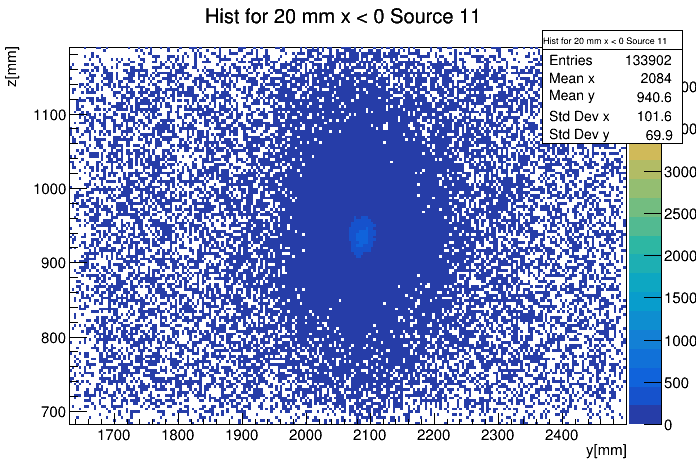 Hist for 20 mm x < 0 Source 11
Hist for 20 mm x < 0 Source 11
Entries 133902
Mean x 2084
Mean y 940.6
Std Dev x 101.6
Std Dev y 69.9
z[mm]
1100
1000
900
800
700
1700 1800 1900 2000 2100 2200 2300 2400
y[mm]
3000
2500
2000
1500
1000
500
0